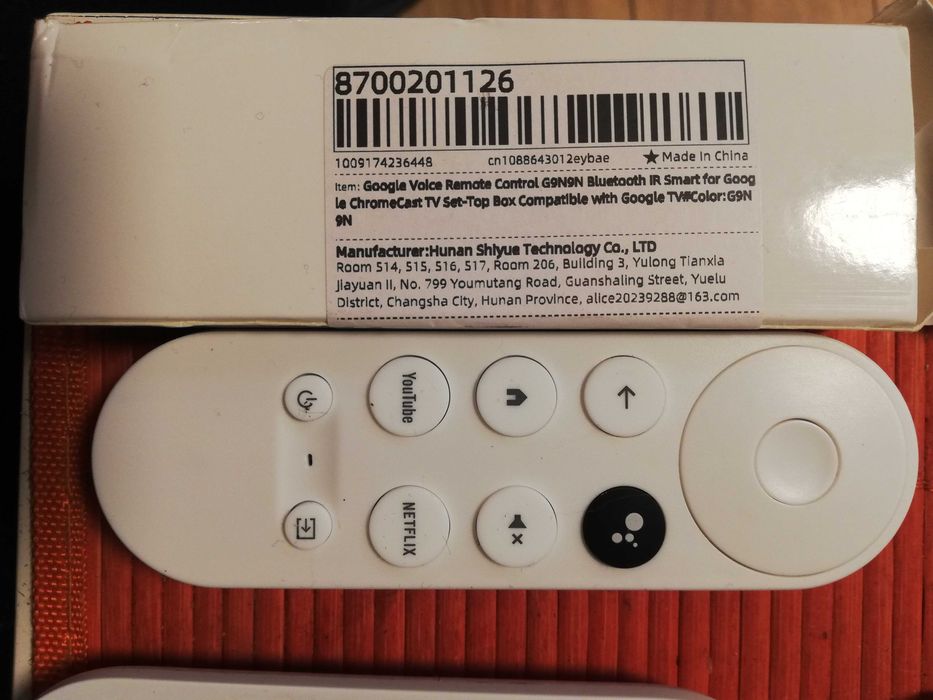 8700201126
1009174236448 cn1088643012eybae ★Made In China
Item: Google Voice Remote Control G9N9N Bluetooth IR Smart for Goog
le ChromeCast TV Set-Top Box Compatible with Google TV#Color:G9N
9N
Manufacturer:Hunan Shiyue Technology Co., LTD
Room 514, 515, 516, 517, Room 206, Building 3, Yulong Tianxia
Jiayuan II, No. 799 Youmutang Road, Guanshaling Street, Yuelu
District, Changsha City, Hunan Province, alice20239288@163.com
YouTube
NETFLIX